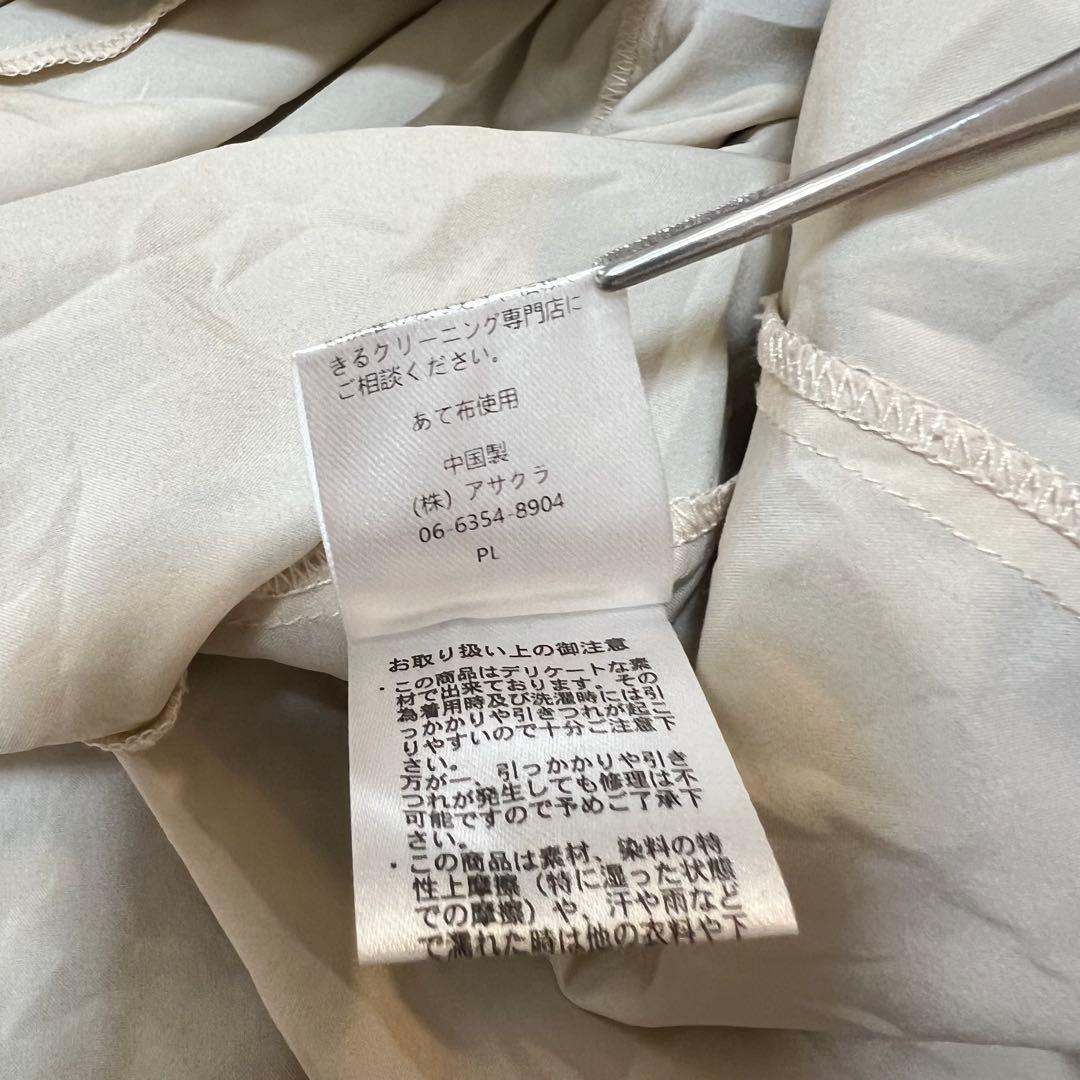 きるクリーニング専門店に
ご相談ください。
あて布使用
中国製
(株) アサクラ
06-6354-8904
PL
お取り扱い上の御注意
・この商品はデリケートな素
材で出来ております。その
為着用時及び洗濯時には引
っかかりや引きつれが起こ
りやすいので十分ご注意下
さい。
万が一、引っかかりや引き
つれが発生しても修理は不
可能ですので予めご了承下
さい。
・この商品は素材、染料の特
性上摩擦（特に湿った状態
での摩擦）や、汗や雨など
で濡れた時は他の衣料や下